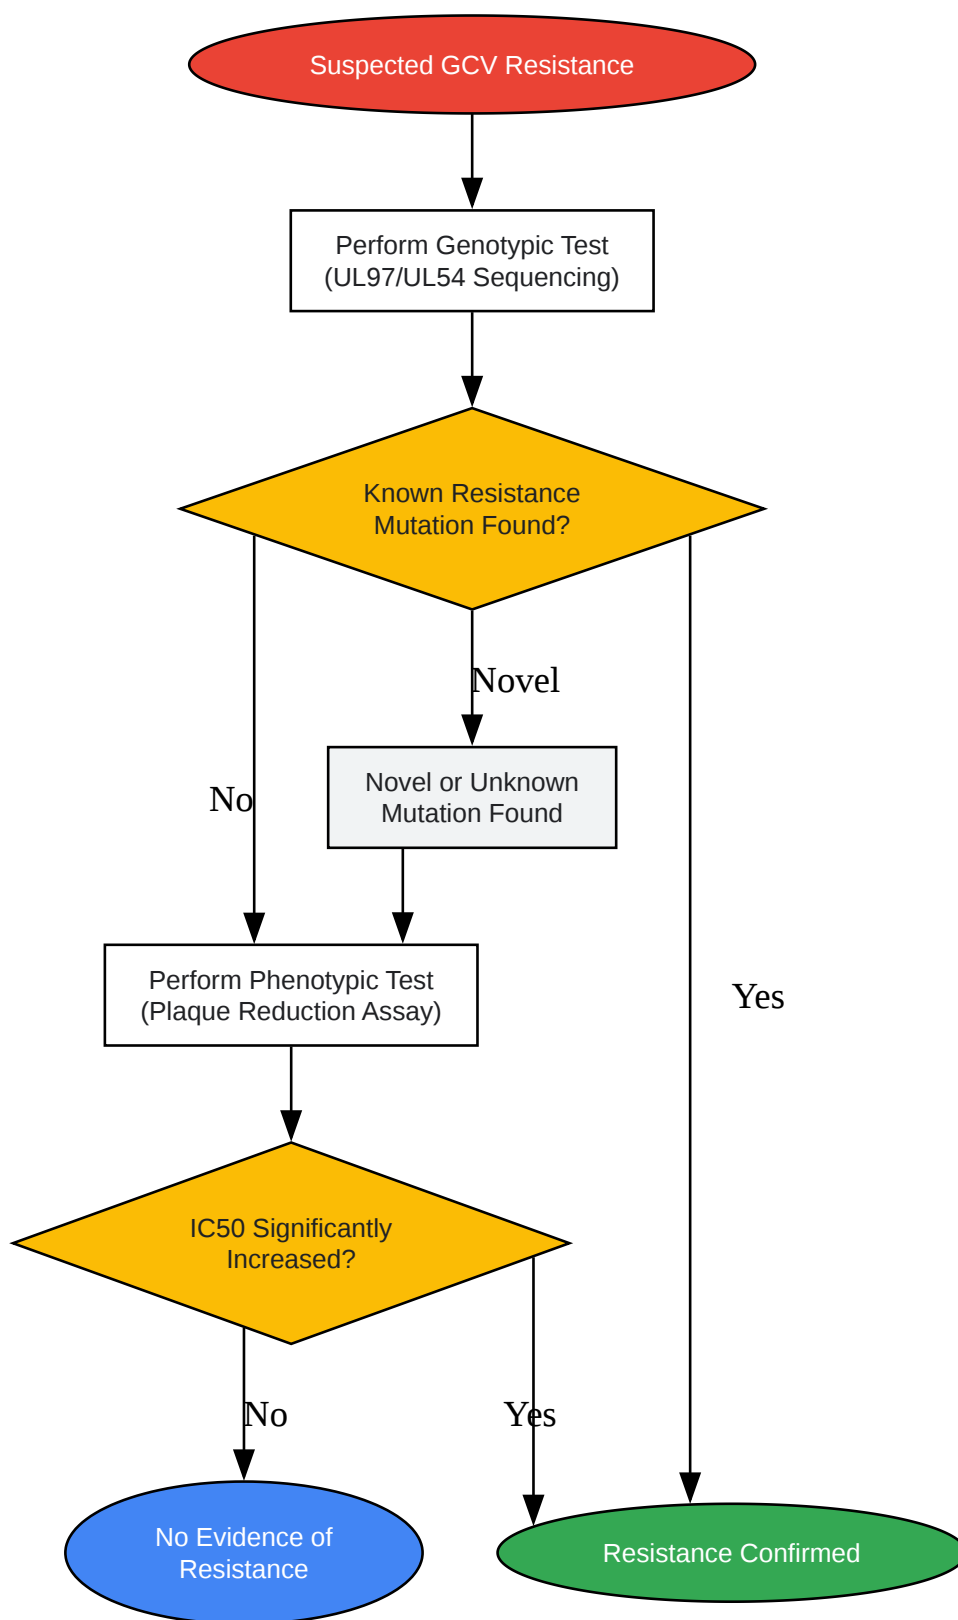 Suspected GCV Resistance
Perform Genotypic Test
(UL97/UL54 Sequencing)
Known Resistance
Mutation Found?
Novel
Novel or Unknown
Mutation Found
No
Perform Phenotypic Test
(Plaque Reduction Assay)
Yes
IC50 Significantly
Increased?
No
Yes
No Evidence of
Resistance
Resistance Confirmed